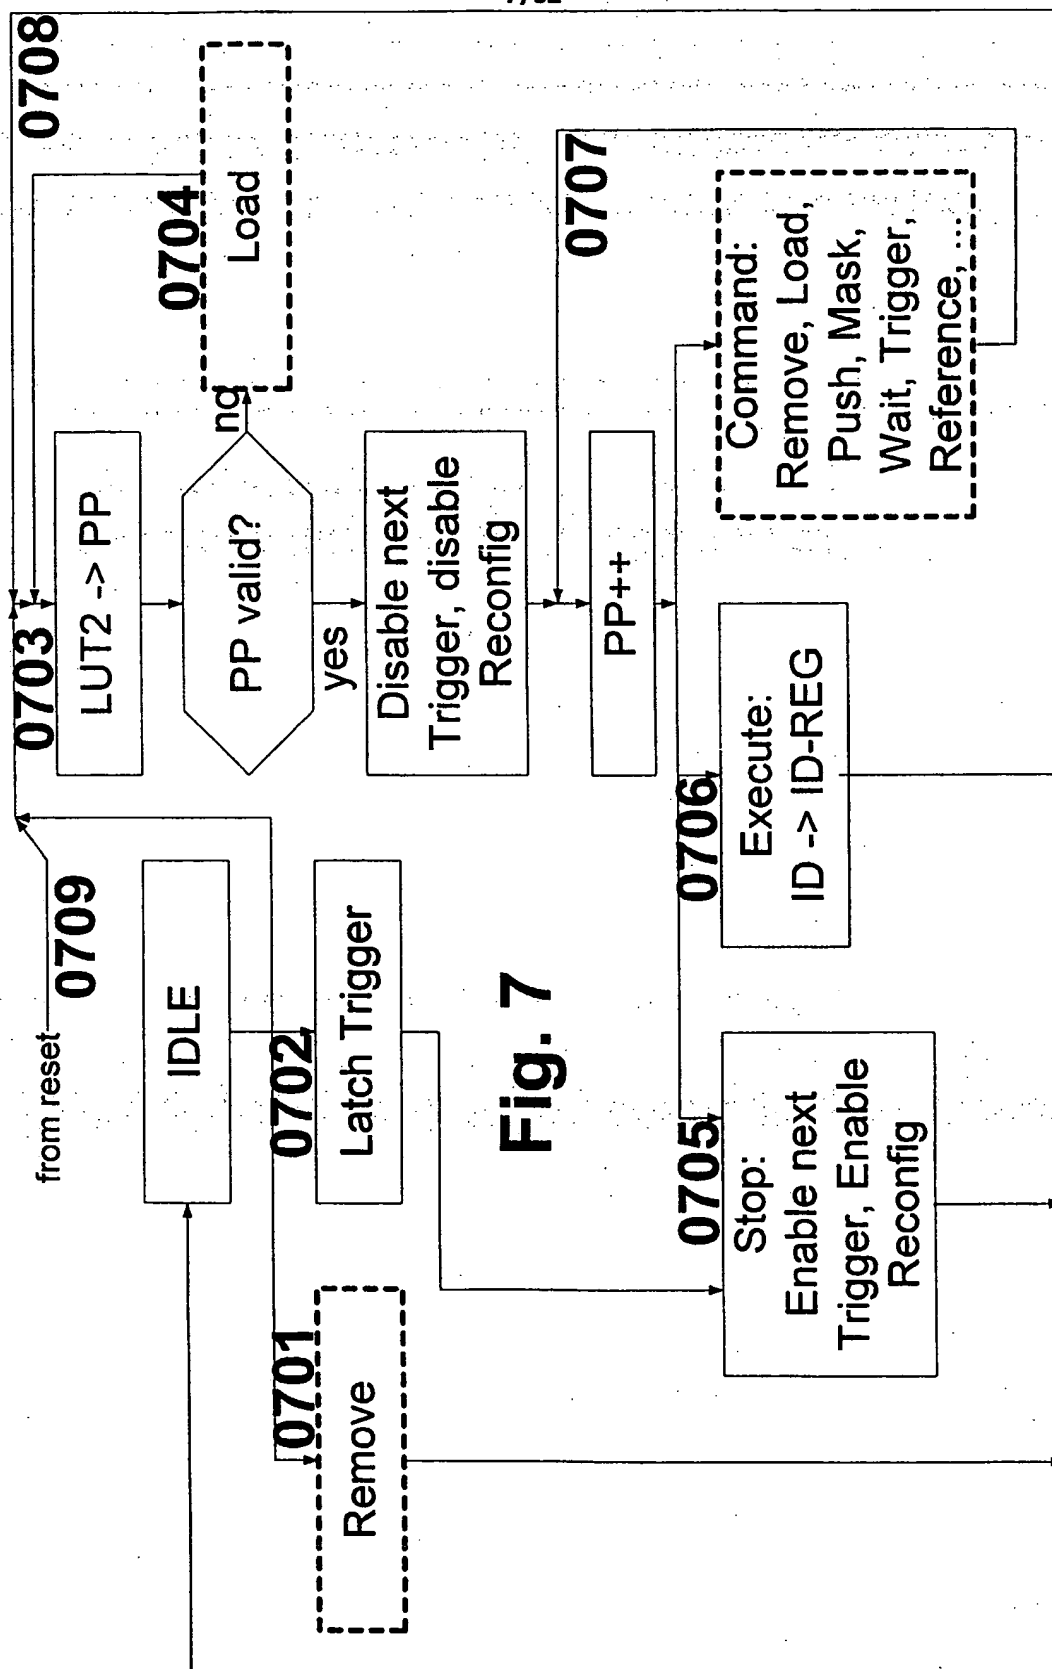 0708
0704
Load
0703
LUT2 -> PP
PP valid?
ng
yes
Disable next
Trigger, disable
Reconfig
0707
PP++
Command:
Remove, Load,
Push, Mask,
Wait, Trigger,
Reference, ...
0706
Execute:
ID -> ID-REG
from reset
0709
IDLE
0702
Latch Trigger
0701
Remove
0705
Stop:
Enable next
Trigger, Enable
Reconfig
Fig. 7